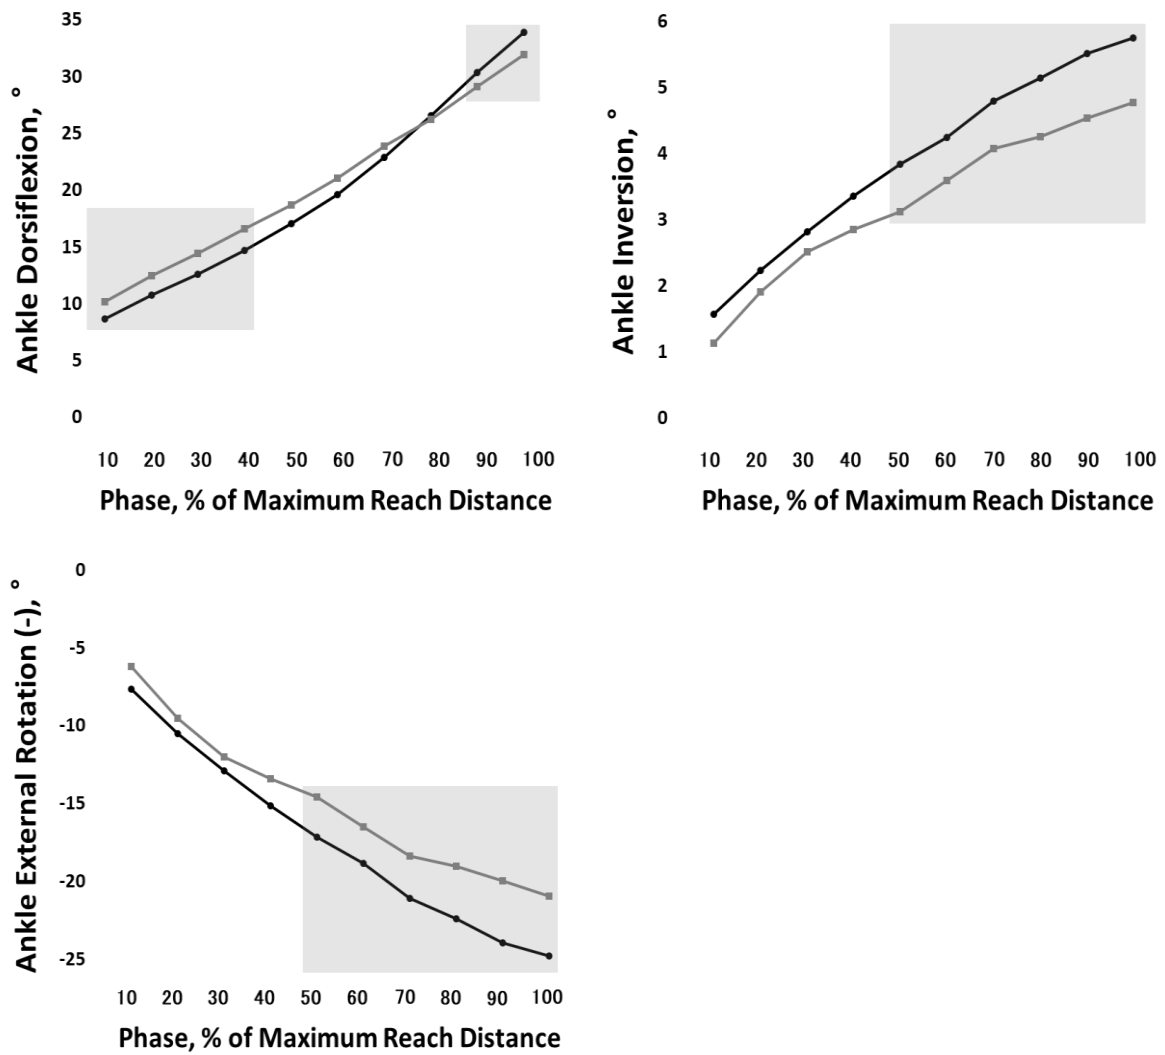 Ankle Dorsiflexion, °
35
30
25
20
15
10
5
0
10 20 30 40 50 60 70 80 90 100
Phase, % of Maximum Reach Distance
Ankle Inversion, °
6
5
4
3
2
1
0
10 20 30 40 50 60 70 80 90 100
Phase, % of Maximum Reach Distance
Ankle External Rotation (-), °
0
-5
-10
-15
-20
-25
10 20 30 40 50 60 70 80 90 100
Phase, % of Maximum Reach Distance